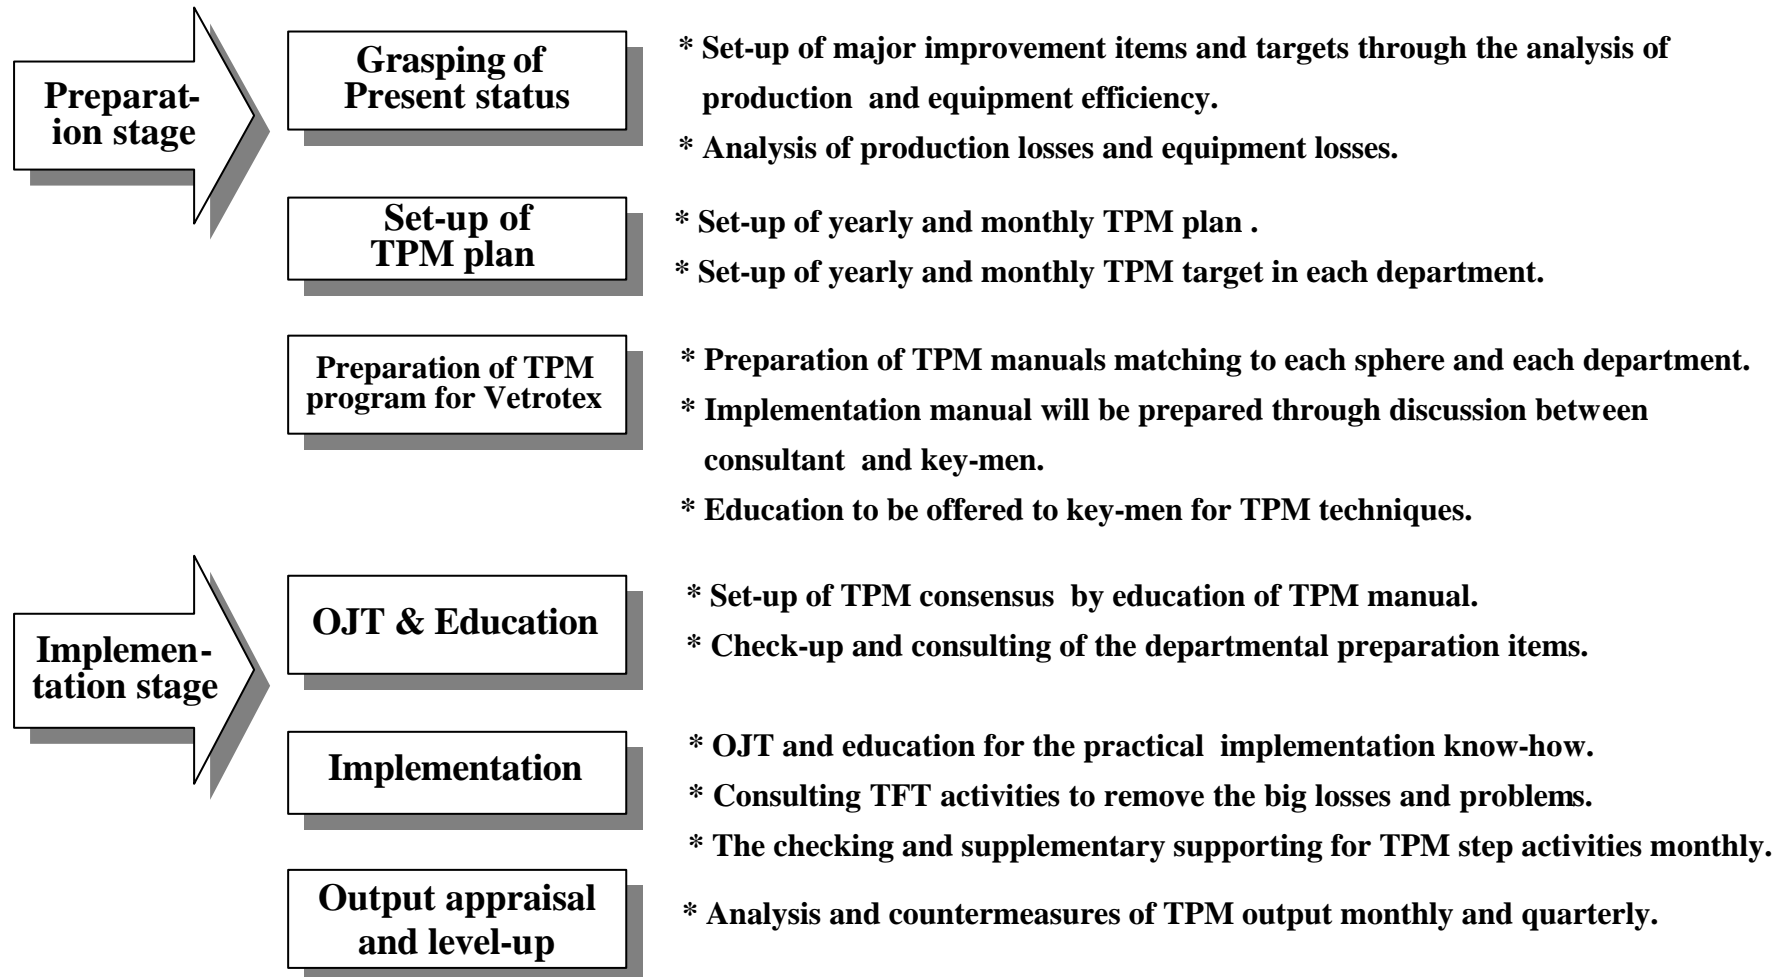 Preparat-
ion stage
Grasping of
Present status
* Set-up of major improvement items and targets through the analysis of
production and equipment efficiency.
* Analysis of production losses and equipment losses.
Set-up of
TPM plan
* Set-up of yearly and monthly TPM plan .
* Set-up of yearly and monthly TPM target in each department.
Preparation of TPM
program for Vetrotex
* Preparation of TPM manuals matching to each sphere and each department.
* Implementation manual will be prepared through discussion between
consultant and key-men.
* Education to be offered to key-men for TPM techniques.
Implemen-
tation stage
OJT & Education
* Set-up of TPM consensus by education of TPM manual.
* Check-up and consulting of the departmental preparation items.
Implementation
* OJT and education for the practical implementation know-how.
* Consulting TFT activities to remove the big losses and problems.
* The checking and supplementary supporting for TPM step activities monthly.
Output appraisal
and level-up
* Analysis and countermeasures of TPM output monthly and quarterly.